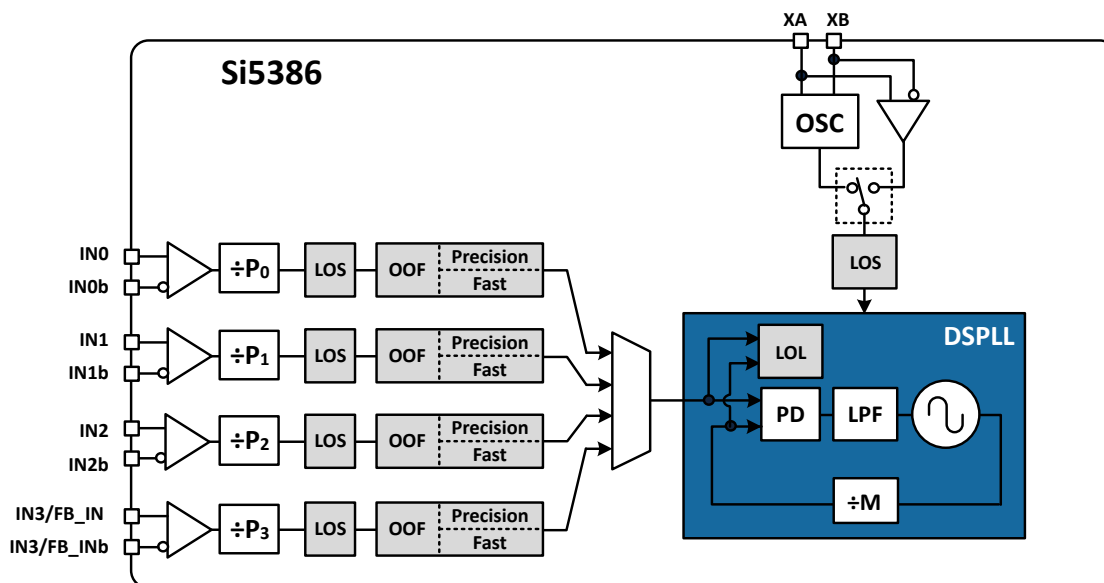 XA XB
Si5386
OSC
LOS
IN0
IN0b
÷P0
LOS
OOF
Precision
Fast
IN1
IN1b
÷P1
LOS
OOF
Precision
Fast
IN2
IN2b
÷P2
LOS
OOF
Precision
Fast
IN3/FB_IN
IN3/FB_INb
÷P3
LOS
OOF
Precision
Fast
DSPLL
LOL
PD
LPF
÷M